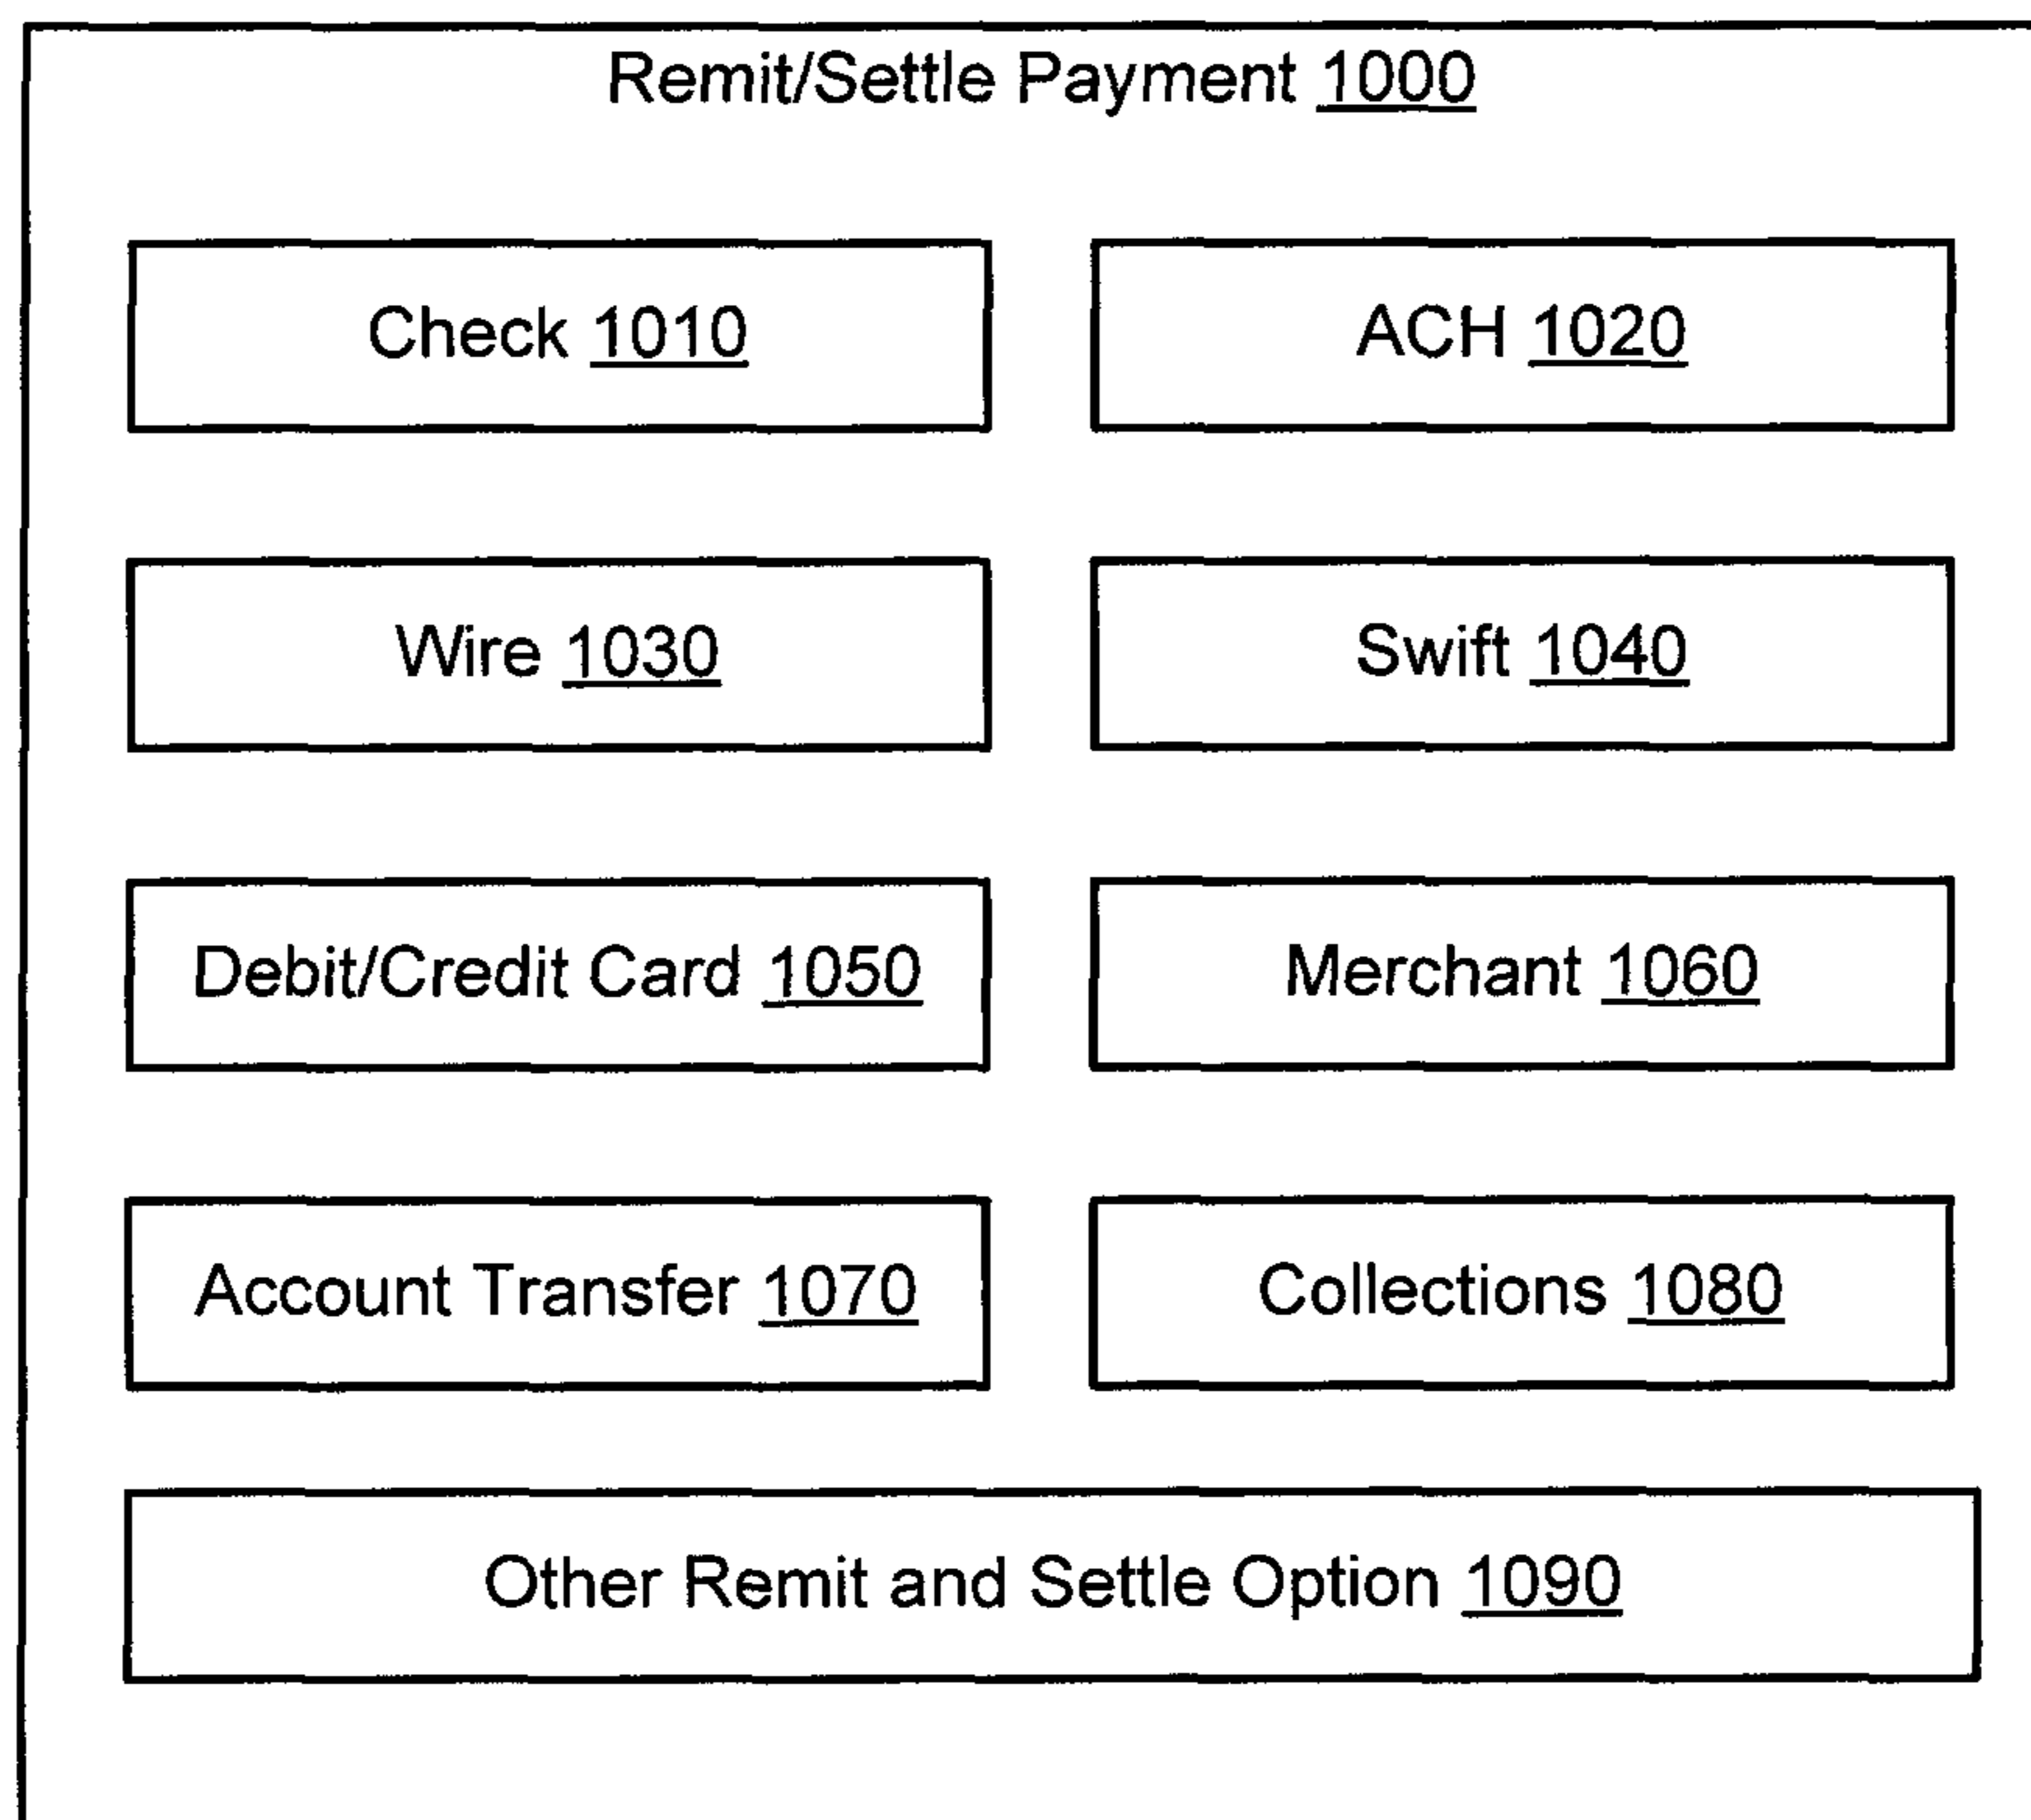 Remit/Settle Payment 1000
Check 1010
ACH 1020
Wire 1030
Swift 1040
Debit/Credit Card 1050
Merchant 1060
Account Transfer 1070
Collections 1080
Other Remit and Settle Option 1090